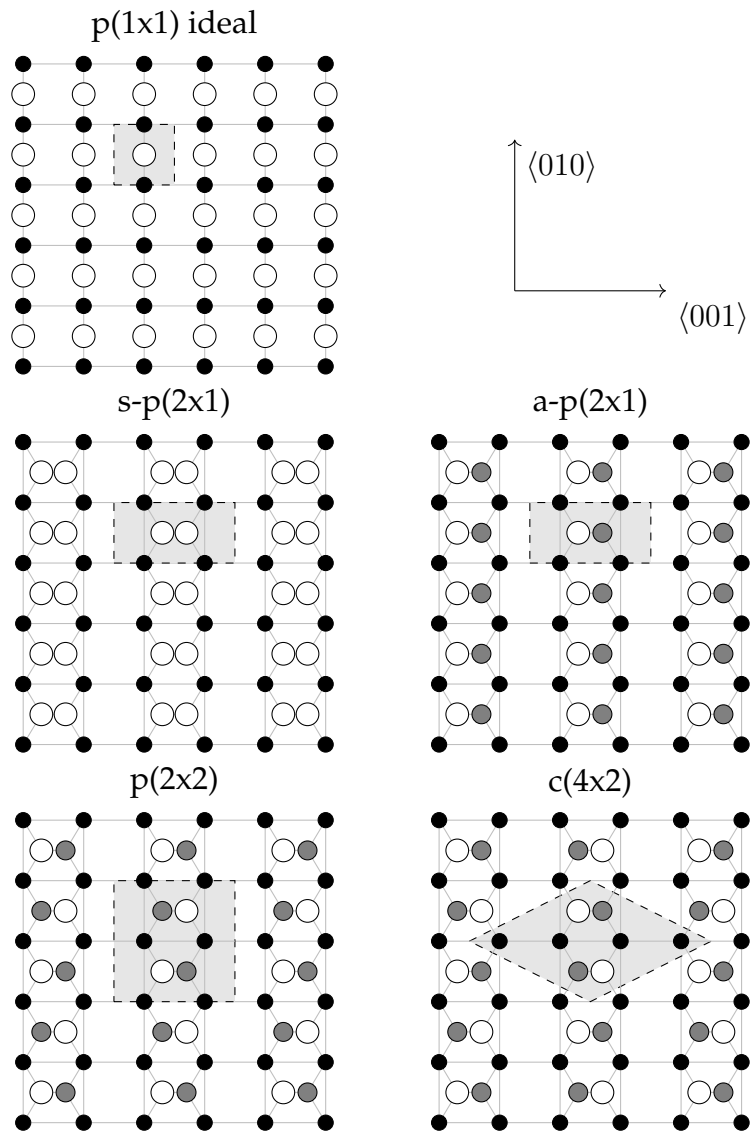 p(1x1) ideal
⟨010⟩
⟨001⟩
s-p(2x1)
a-p(2x1)
p(2x2)
c(4x2)